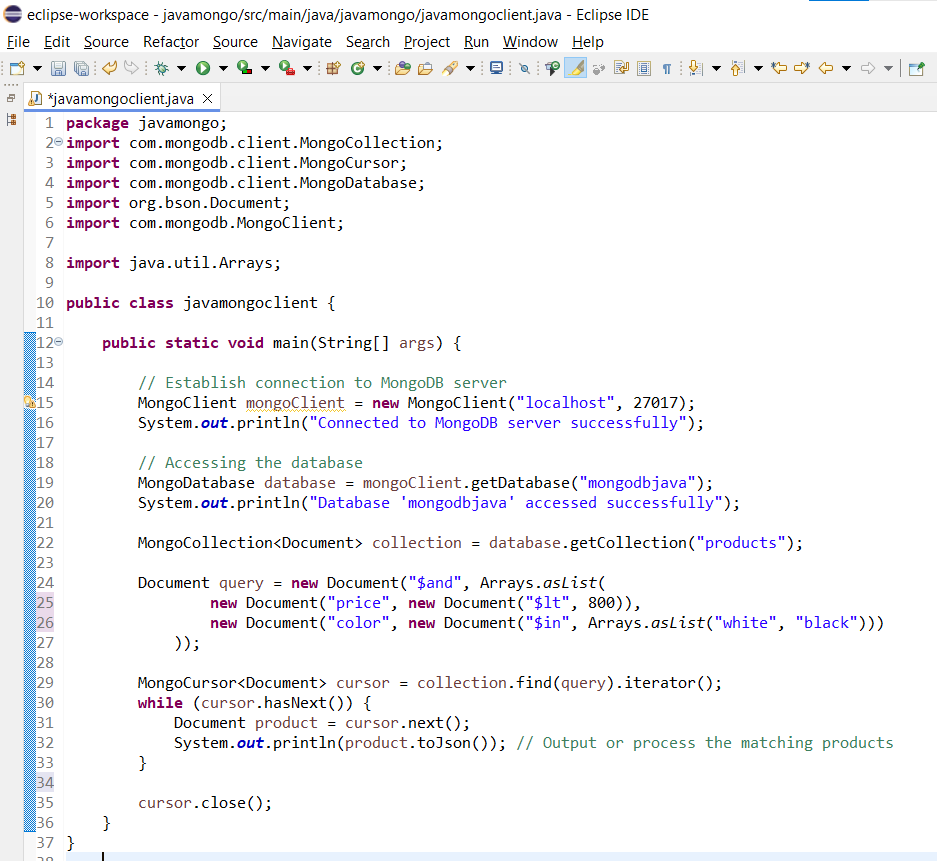 eclipse-workspace - javamongo/src/main/java/javamongo/javamongoclient.java - Eclipse IDE
File Edit Source Refactor Source Navigate Search Project Run Window Help
*javamongoclient.java
1 package javamongo;
2 import com.mongodb.client.MongoCollection;
3 import com.mongodb.client.MongoCursor;
4 import com.mongodb.client.MongoDatabase;
5 import org.bson.Document;
6 import com.mongodb.MongoClient;
7
8 import java.util.Arrays;
9
10 public class javamongoclient {
11
12     public static void main(String[] args) {
13
14         // Establish connection to MongoDB server
15         MongoClient mongoClient = new MongoClient("localhost", 27017);
16         System.out.println("Connected to MongoDB server successfully");
17
18         // Accessing the database
19         MongoDatabase database = mongoClient.getDatabase("mongodbjava");
20         System.out.println("Database 'mongodbjava' accessed successfully");
21
22         MongoCollection<Document> collection = database.getCollection("products");
23
24         Document query = new Document("$and", Arrays.asList(
25                 new Document("price", new Document("$lt", 800)),
26                 new Document("color", new Document("$in", Arrays.asList("white", "black")))
27             ));
28
29         MongoCursor<Document> cursor = collection.find(query).iterator();
30         while (cursor.hasNext()) {
31             Document product = cursor.next();
32             System.out.println(product.toJson()); // Output or process the matching products
33         }
34
35         cursor.close();
36     }
37 }
38